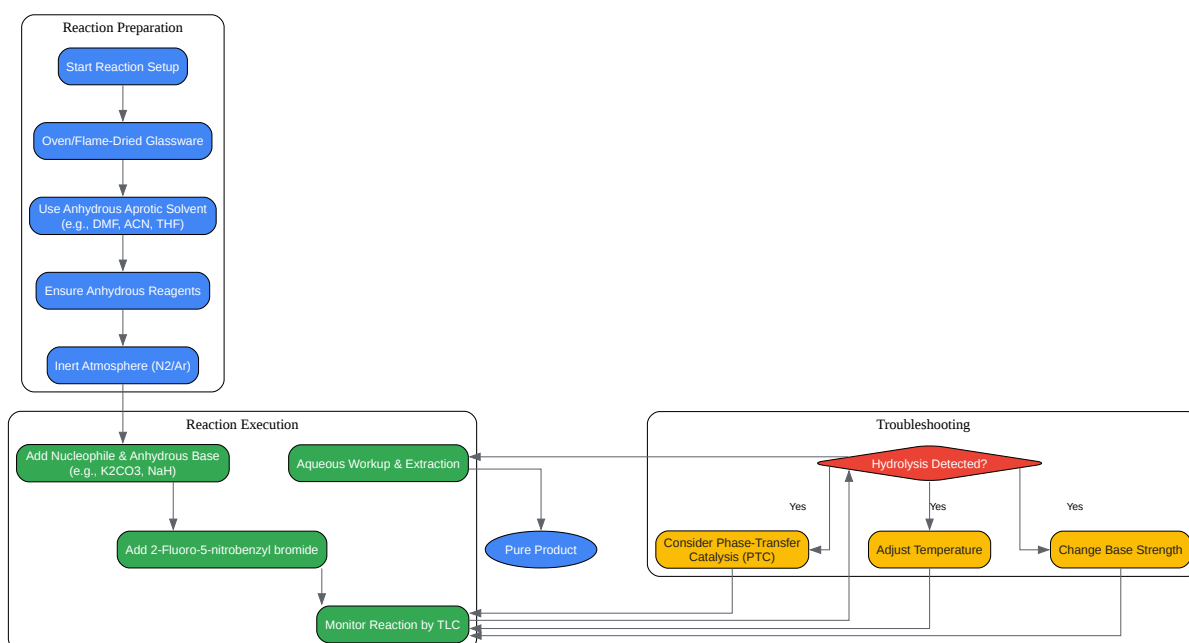 Reaction Preparation
Start Reaction Setup
Oven/Flame-Dried Glassware
Use Anhydrous Aprotic Solvent
(e.g., DMF, ACN, THF)
Ensure Anhydrous Reagents
Inert Atmosphere (N2/Ar)
Reaction Execution
Add Nucleophile & Anhydrous Base
(e.g., K2CO3, NaH)
Aqueous Workup & Extraction
Add 2-Fluoro-5-nitrobenzyl bromide
Pure Product
Monitor Reaction by TLC
Troubleshooting
Hydrolysis Detected?
Yes
Yes
Yes
Consider Phase-Transfer
Catalysis (PTC)
Adjust Temperature
Change Base Strength